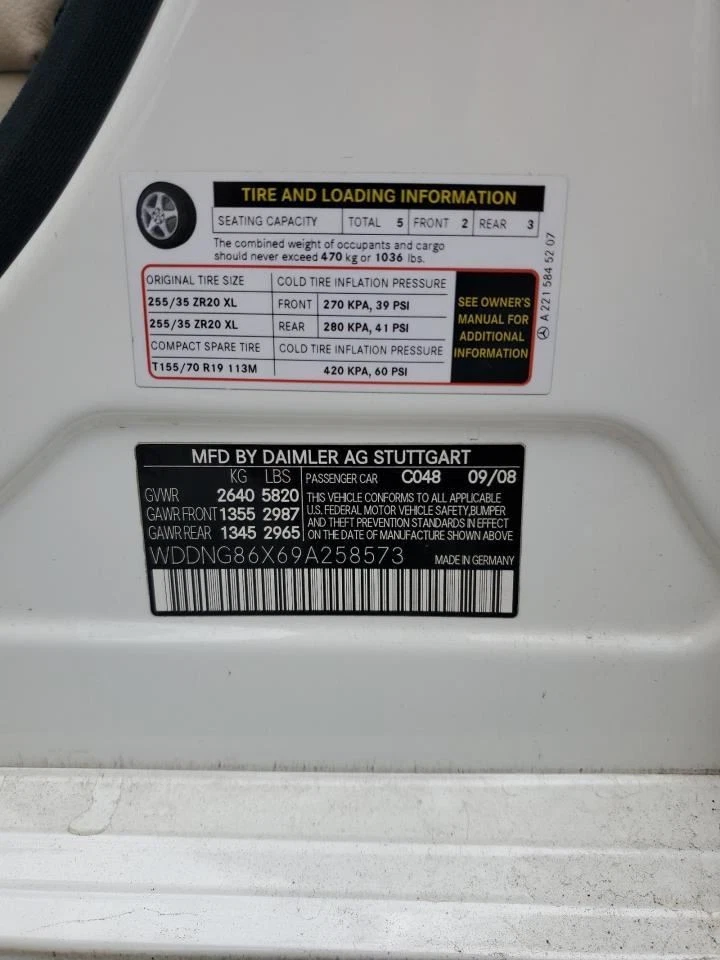 TIRE AND LOADING INFORMATION
SEATING CAPACITY TOTAL 5 FRONT 2 REAR 3
The combined weight of occupants and cargo
should never exceed 470 kg or 1036 lbs.
ORIGINAL TIRE SIZE COLD TIRE INFLATION PRESSURE
255/35 ZR20 XL FRONT 270 KPA, 39 PSI
255/35 ZR20 XL REAR 280 KPA, 41 PSI
COMPACT SPARE TIRE COLD TIRE INFLATION PRESSURE
T155/70 R19 113M 420 KPA, 60 PSI
SEE OWNER'S
MANUAL FOR
ADDITIONAL
INFORMATION
A 221 584 52 07
MFD BY DAIMLER AG STUTTGART
KG LBS PASSENGER CAR C048 09/08
GVWR 2640 5820
GAWR FRONT 1355 2987
GAWR REAR 1345 2965
THIS VEHICLE CONFORMS TO ALL APPLICABLE
U.S. FEDERAL MOTOR VEHICLE SAFETY,BUMPER
AND THEFT PREVENTION STANDARDS IN EFFECT
ON THE DATE OF MANUFACTURE SHOWN ABOVE
WDDNG86X69A258573 MADE IN GERMANY